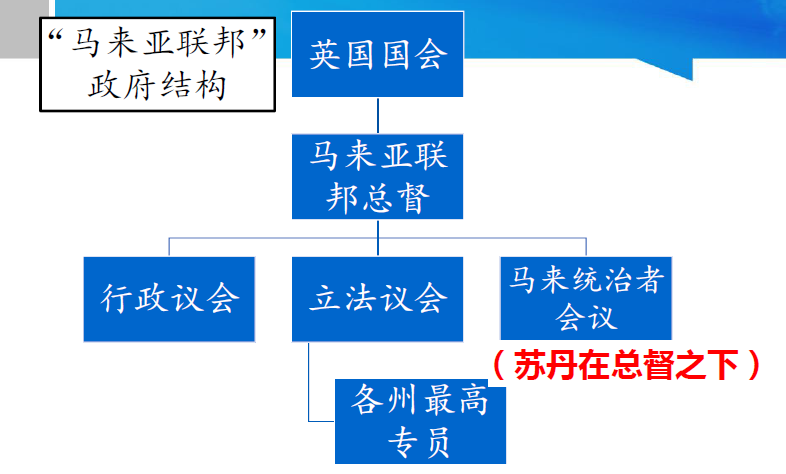 “马来亚联邦”
政府结构
英国国会
马来亚联
邦总督
行政议会
立法议会
马来统治者
会议
（苏丹在总督之下）
各州最高
专员